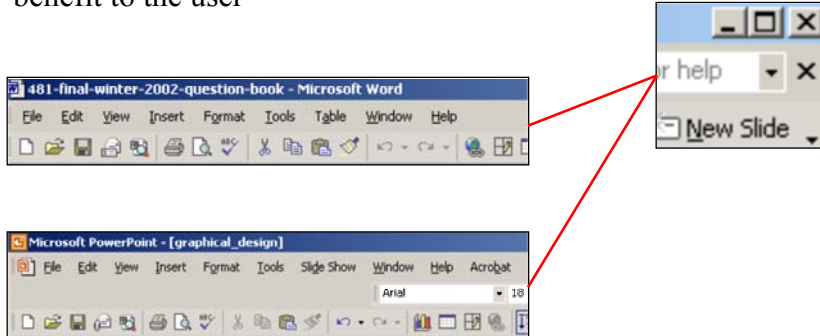 benefit to the user
481-final-winter-2002-question-book - Microsoft Word
File Edit View Insert Format Tools Table Window Help
or help
New Slide
Microsoft PowerPoint - [graphical_design]
File Edit View Insert Format Tools Slide Show Window Help Acrobat
Arial 18